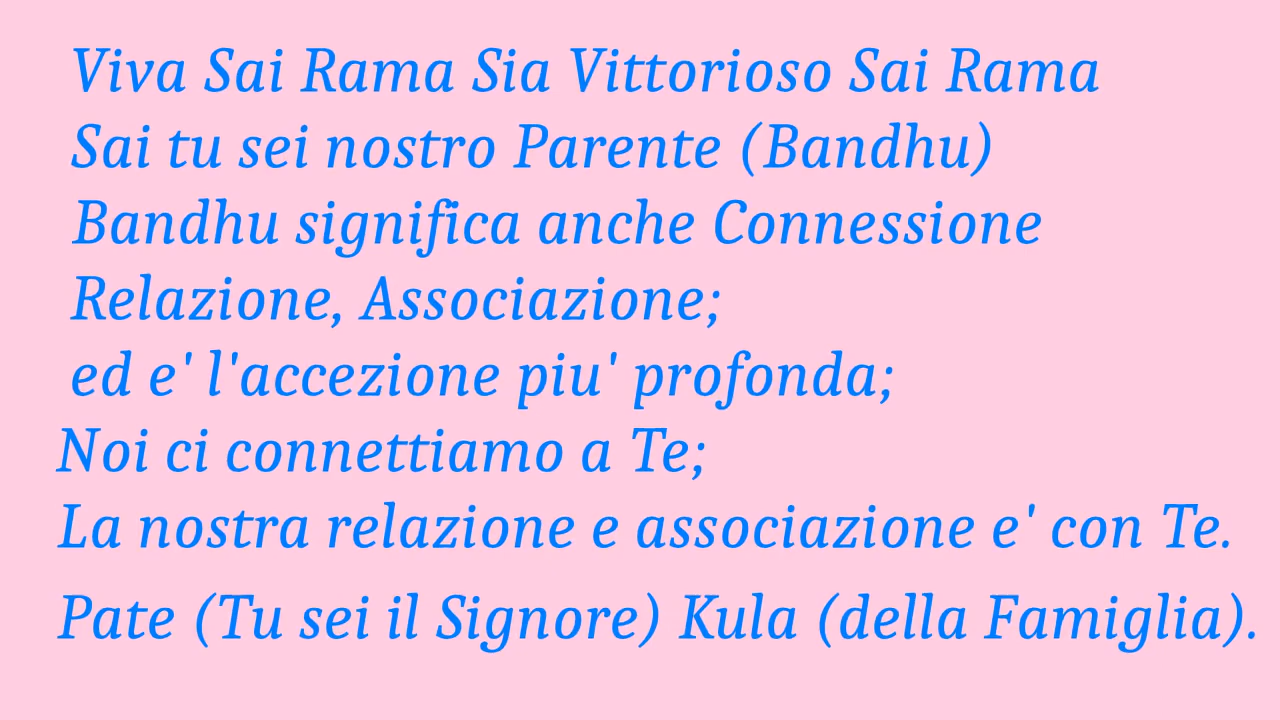 Viva Sai Rama Sia Vittorioso Sai Rama
Sai tu sei nostro Parente (Bandhu)
Bandhu significa anche Connessione
Relazione, Associazione;
ed e' l'accezione piu' profonda;
Noi ci connettiamo a Te;
La nostra relazione e associazione e' con Te.
Pate (Tu sei il Signore) Kula (della Famiglia).